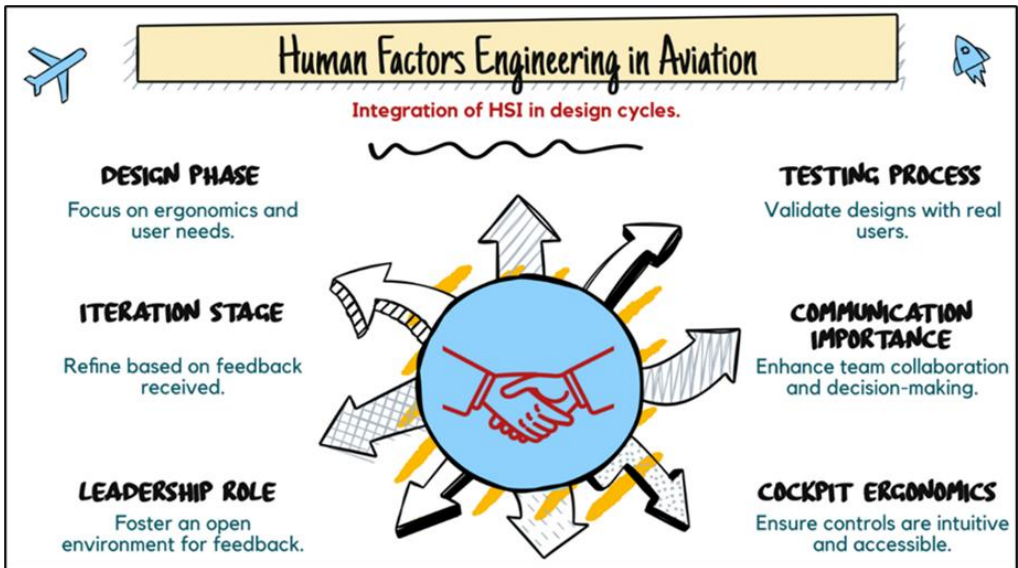 Human Factors Engineering in Aviation
Integration of HSI in design cycles.
DESIGN PHASE
Focus on ergonomics and
user needs.
ITERATION STAGE
Refine based on feedback
received.
LEADERSHIP ROLE
Foster an open
environment for feedback.
TESTING PROCESS
Validate designs with real
users.
COMMUNICATION
IMPORTANCE
Enhance team collaboration
and decision-making.
COCKPIT ERGONOMICS
Ensure controls are intuitive
and accessible.